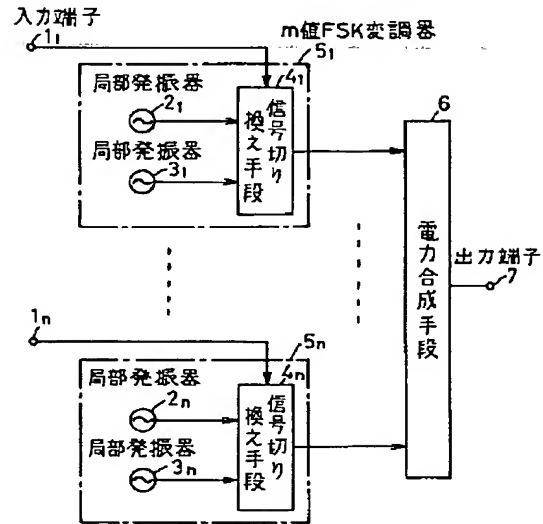 入力端子
1₁
m値FSK変調器
5₁
局部発振器
2₁
局部発振器
3₁
4₁
信号切り
換え手段
6
電力合成手段
出力端子
7
1n
5n
局部発振器
2n
局部発振器
3n
4n
信号切り
換え手段